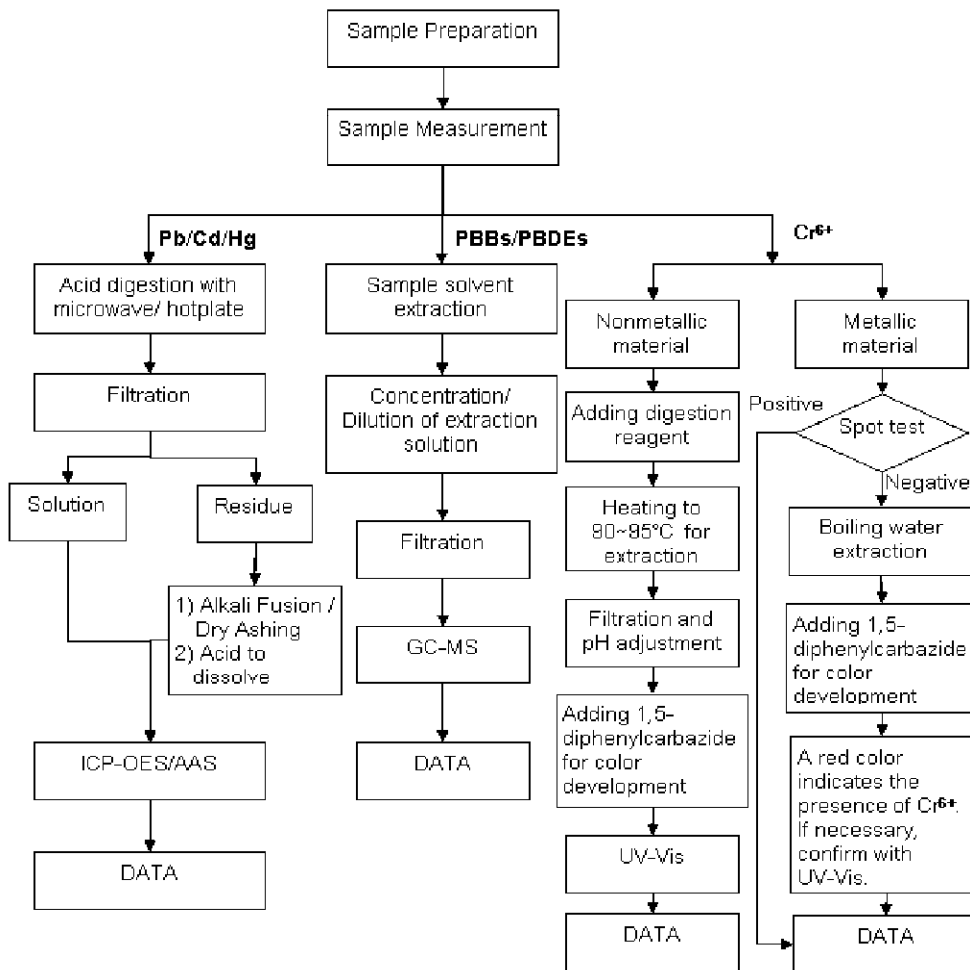 Sample Preparation
Sample Measurement
Pb/Cd/Hg
Acid digestion with
microwave/ hotplate
Filtration
Solution
Residue
1) Alkali Fusion /
Dry Ashing
2) Acid to
dissolve
ICP-OES/AAS
DATA
PBBs/PBDEs
Sample solvent
extraction
Concentration/
Dilution of extraction
solution
Filtration
GC-MS
DATA
Cr⁶⁺
Nonmetallic
material
Adding digestion
reagent
Heating to
90~95°C for
extraction
Filtration and
pH adjustment
Adding 1,5-
diphenylcarbazide
for color
development
UV-Vis
DATA
Metallic
material
Positive
Spot test
Negative
Boiling water
extraction
Adding 1,5-
diphenylcarbazide
for color
development
A red color
indicates the
presence of Cr⁶⁺.
If necessary,
confirm with
UV-Vis.
DATA